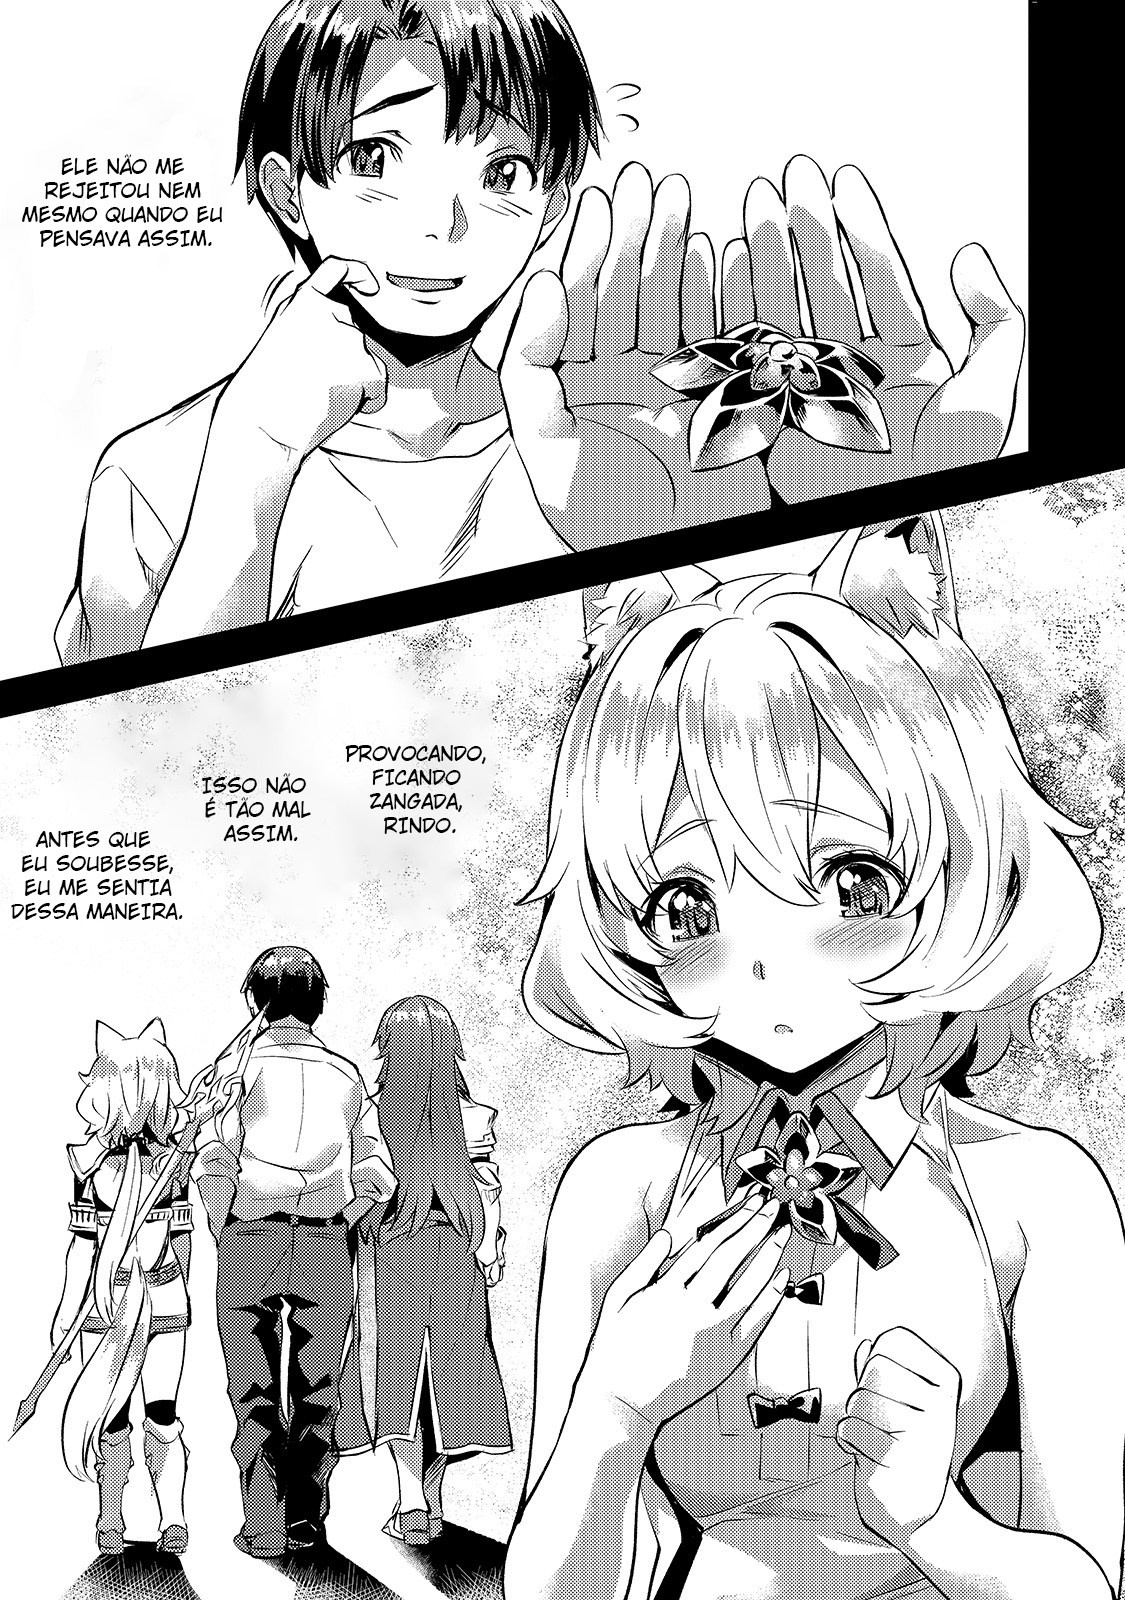 ELE NÃO ME
REJEITOU NEM
MESMO QUANDO EU
PENSAVA ASSIM.
PROVOCANDO,
FICANDO
ZANGADA,
RINDO.
ISSO NÃO
É TÃO MAL
ASSIM.
ANTES QUE
EU SOUBESSE,
EU ME SENTIA
DESSA MANEIRA.